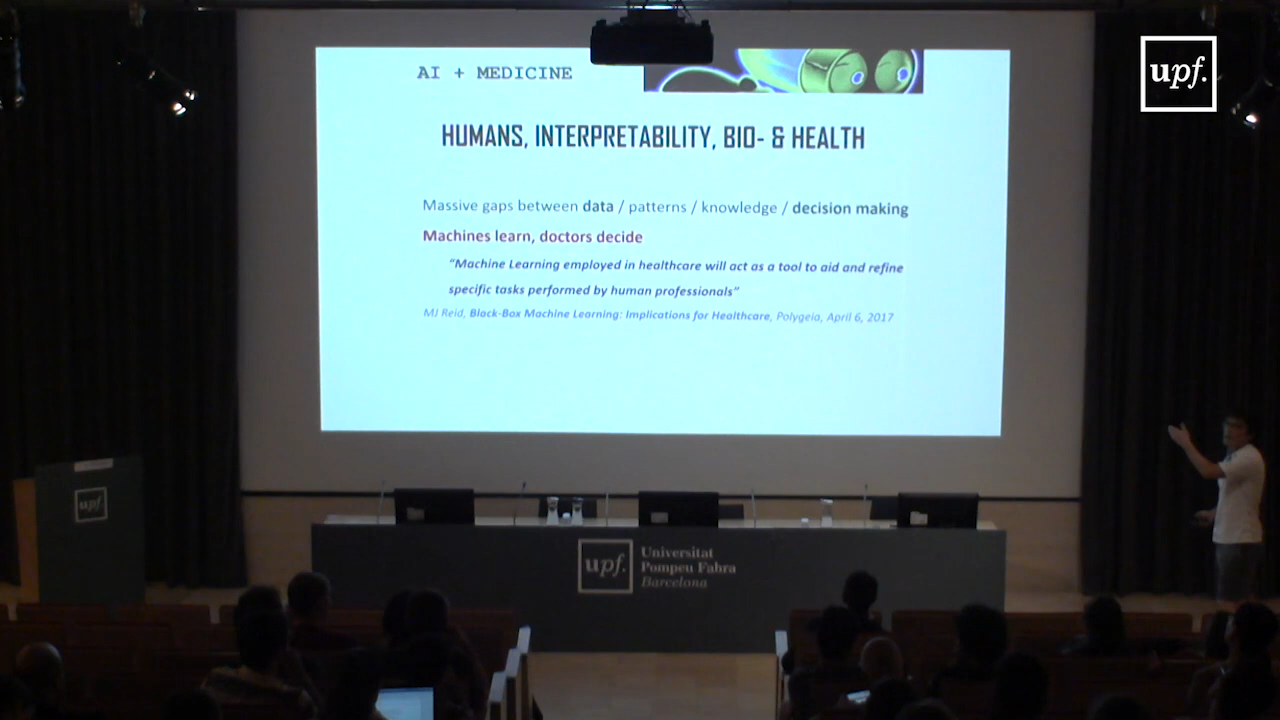 AI + MEDICINE
upf.
HUMANS, INTERPRETABILITY, BIO- & HEALTH
Massive gaps between data / patterns / knowledge / decision making
Machines learn, doctors decide
“Machine Learning employed in healthcare will act as a tool to aid and refine
specific tasks performed by human professionals”
MJ Reid, Black-Box Machine Learning: Implications for Healthcare, Polygeia, April 6, 2017
upf.
upf.
Universitat
Pompeu Fabra
Barcelona